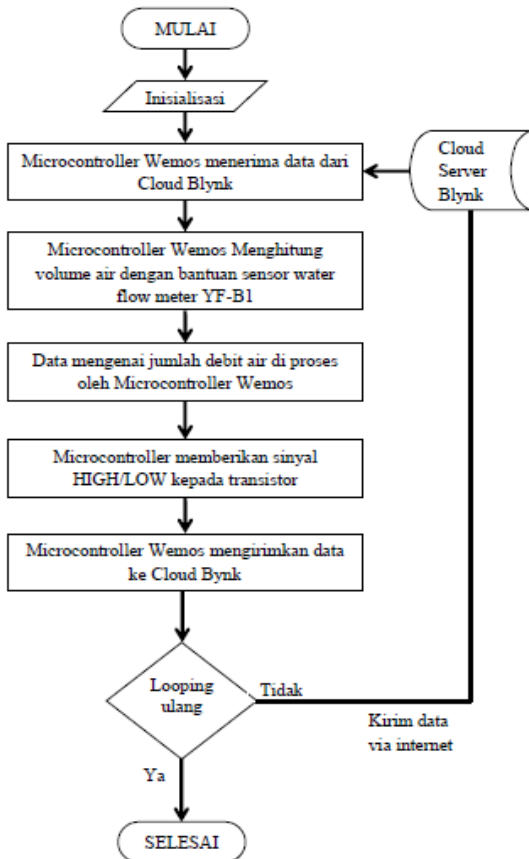 MULAI
Inisialisasi
Microcontroller Wemos menerima data dari
Cloud Blynk
Cloud
Server
Blynk
Microcontroller Wemos Menghitung
volume air dengan bantuan sensor water
flow meter YF-B1
Data mengenai jumlah debit air di proses
oleh Microcontroller Wemos
Microcontroller memberikan sinyal
HIGH/LOW kepada transistor
Microcontroller Wemos mengirimkan data
ke Cloud Bynk
Looping
ulang
Tidak
Kirim data
via internet
Ya
SELESAI